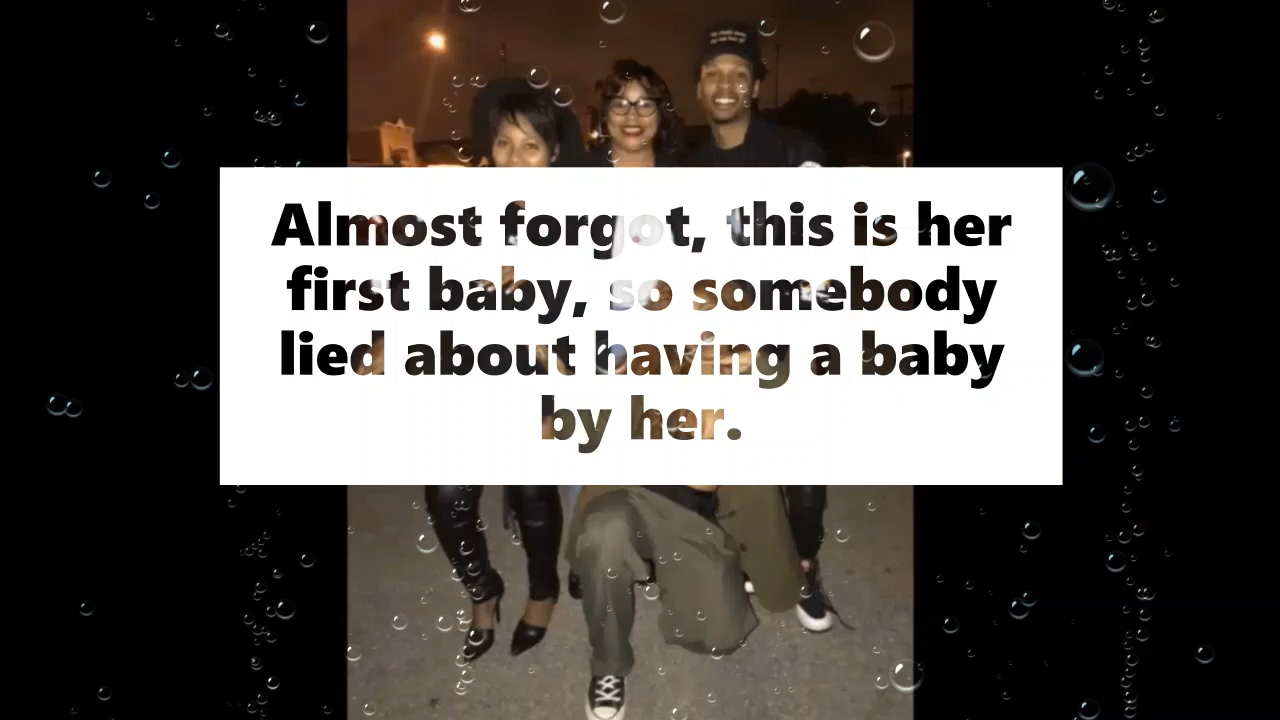 Almost forgot, this is her
first baby, so somebody
lied about having a baby
by her.